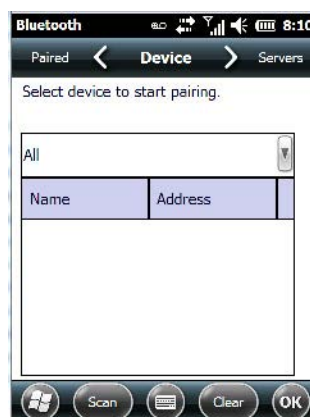 Bluetooth 8:10
Paired Device Servers
Select device to start pairing.
All
Name Address
Scan Clear OK